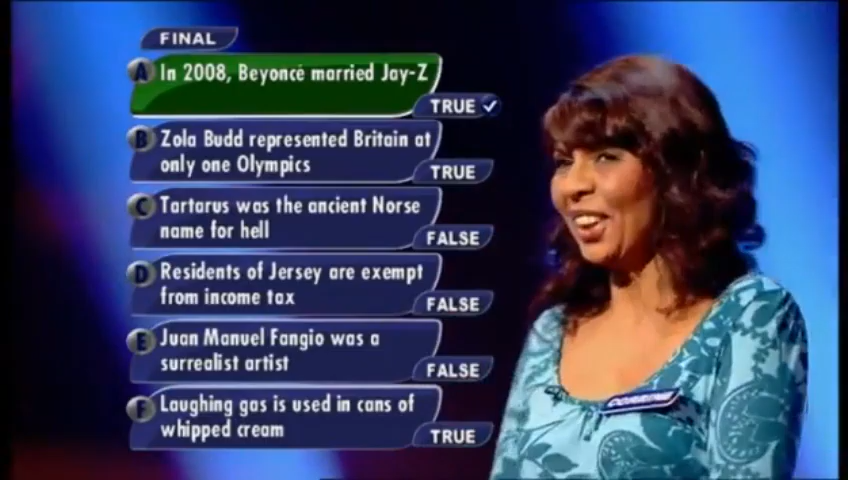 FINAL
A In 2008, Beyoncé married Jay-Z
TRUE ✓
B Zola Budd represented Britain at
only one Olympics
TRUE
C Tartarus was the ancient Norse
name for hell
FALSE
D Residents of Jersey are exempt
from income tax
FALSE
E Juan Manuel Fangio was a
surrealist artist
FALSE
F Laughing gas is used in cans of
whipped cream
TRUE